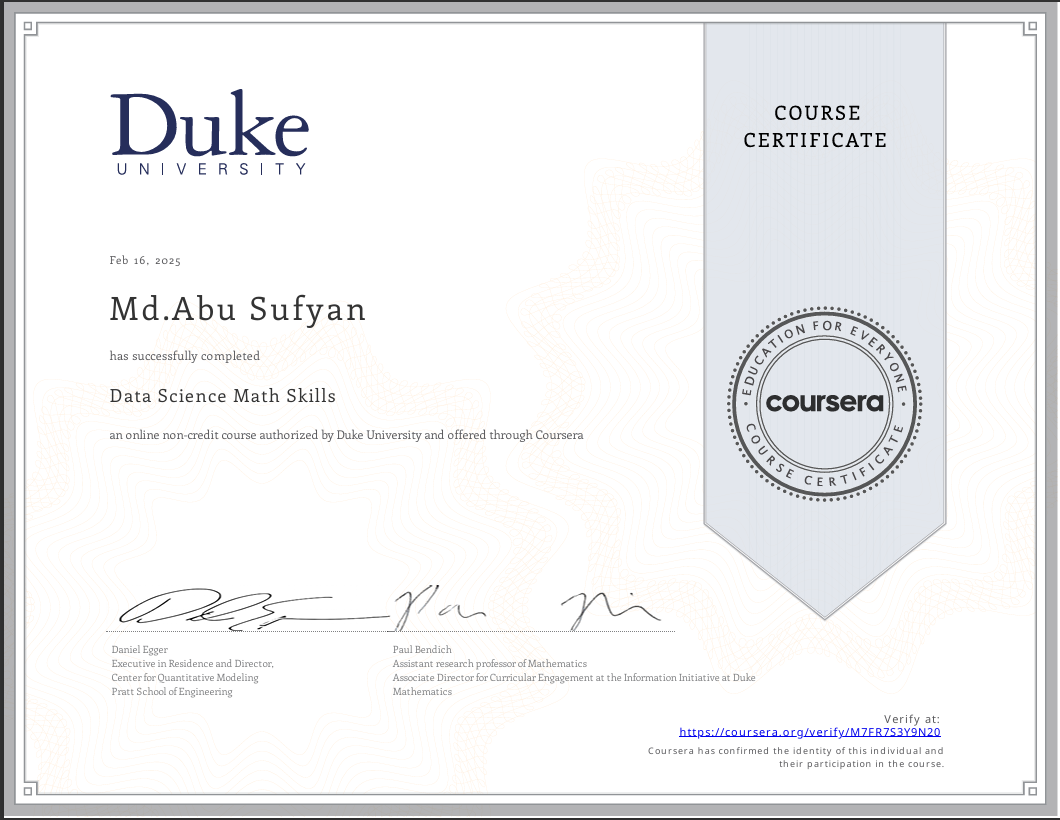 Duke
UNIVERSITY
COURSE
CERTIFICATE
Feb 16, 2025
Md.Abu Sufyan
has successfully completed
Data Science Math Skills
an online non-credit course authorized by Duke University and offered through Coursera
EDUCATION FOR EVERYONE
coursera
COURSE CERTIFICATE
Daniel Egger
Executive in Residence and Director,
Center for Quantitative Modeling
Pratt School of Engineering
Paul Bendich
Assistant research professor of Mathematics
Associate Director for Curricular Engagement at the Information Initiative at Duke
Mathematics
Verify at:
https://coursera.org/verify/M7FR7S3Y9N20
Coursera has confirmed the identity of this individual and
their participation in the course.